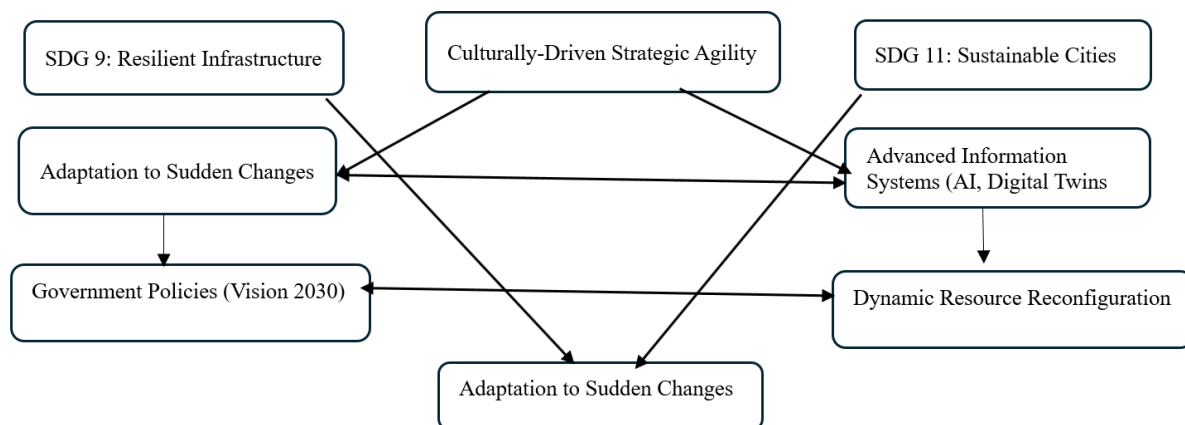 SDG 9: Resilient Infrastructure
Culturally-Driven Strategic Agility
SDG 11: Sustainable Cities
Adaptation to Sudden Changes
Advanced Information
Systems (AI, Digital Twins
Government Policies (Vision 2030)
Dynamic Resource Reconfiguration
Adaptation to Sudden Changes